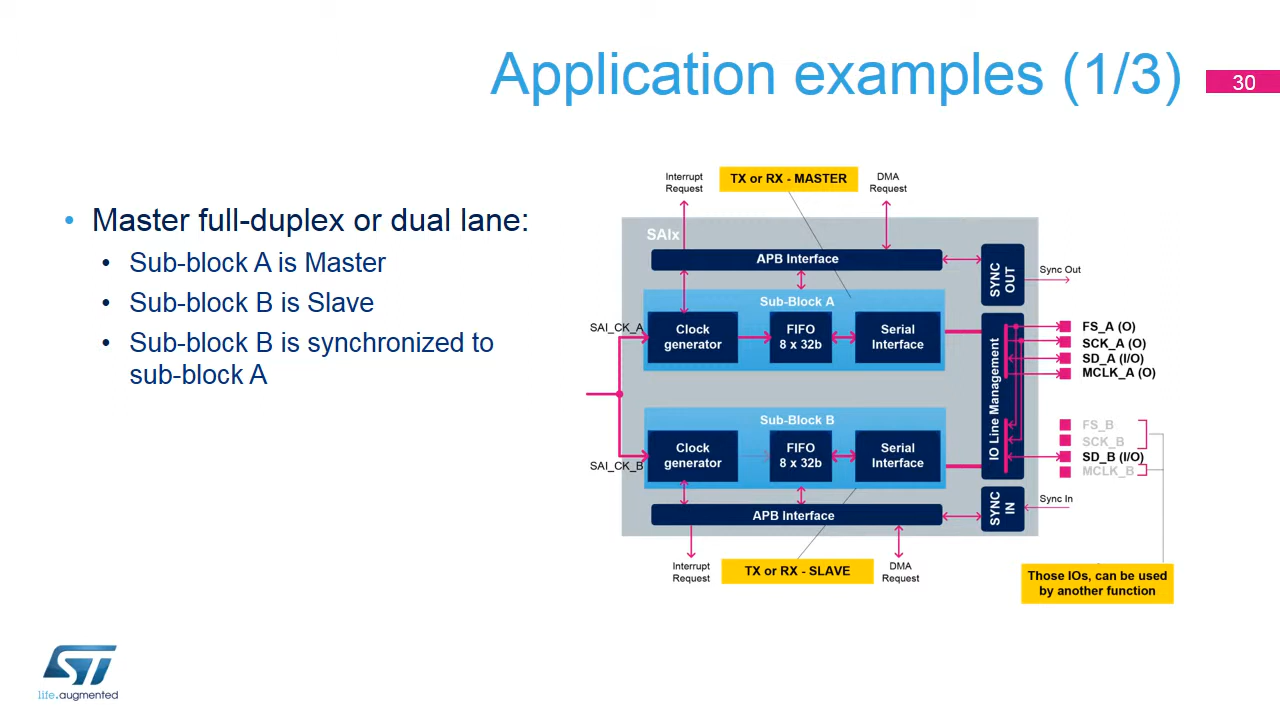 Application examples (1/3)
30
• Master full-duplex or dual lane:
• Sub-block A is Master
• Sub-block B is Slave
• Sub-block B is synchronized to
sub-block A
Interrupt
Request
TX or RX - MASTER
DMA
Request
SAIx
APB Interface
SYNC
OUT
Sync Out
Sub-Block A
SAI_CK_A
Clock
generator
FIFO
8 x 32b
Serial
Interface
IO Line Management
FS_A (O)
SCK_A (O)
SD_A (I/O)
MCLK_A (O)
Sub-Block B
SAI_CK_B
Clock
generator
FIFO
8 x 32b
Serial
Interface
FS_B
SCK_B
SD_B (I/O)
MCLK_B
APB Interface
SYNC
IN
Sync In
Interrupt
Request
TX or RX - SLAVE
DMA
Request
Those IOs, can be used
by another function
ST
life.augmented